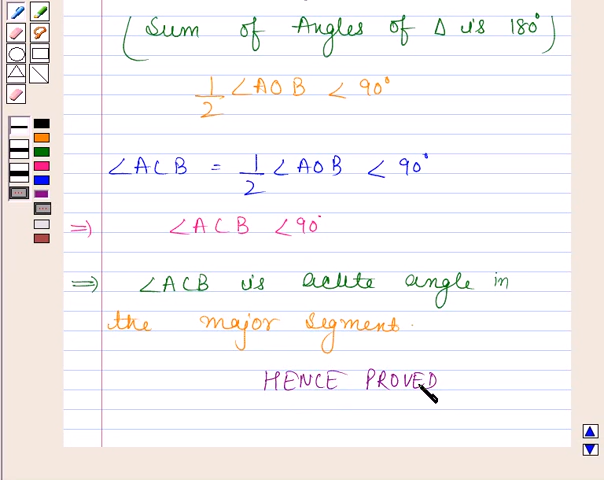 (Sum of Angles of Δ is 180°)
1/2 ∠AOB < 90°
∠ACB = 1/2 ∠AOB < 90°
⇒ ∠ACB < 90°
⇒ ∠ACB is acute angle in
the major segment.
HENCE PROVED